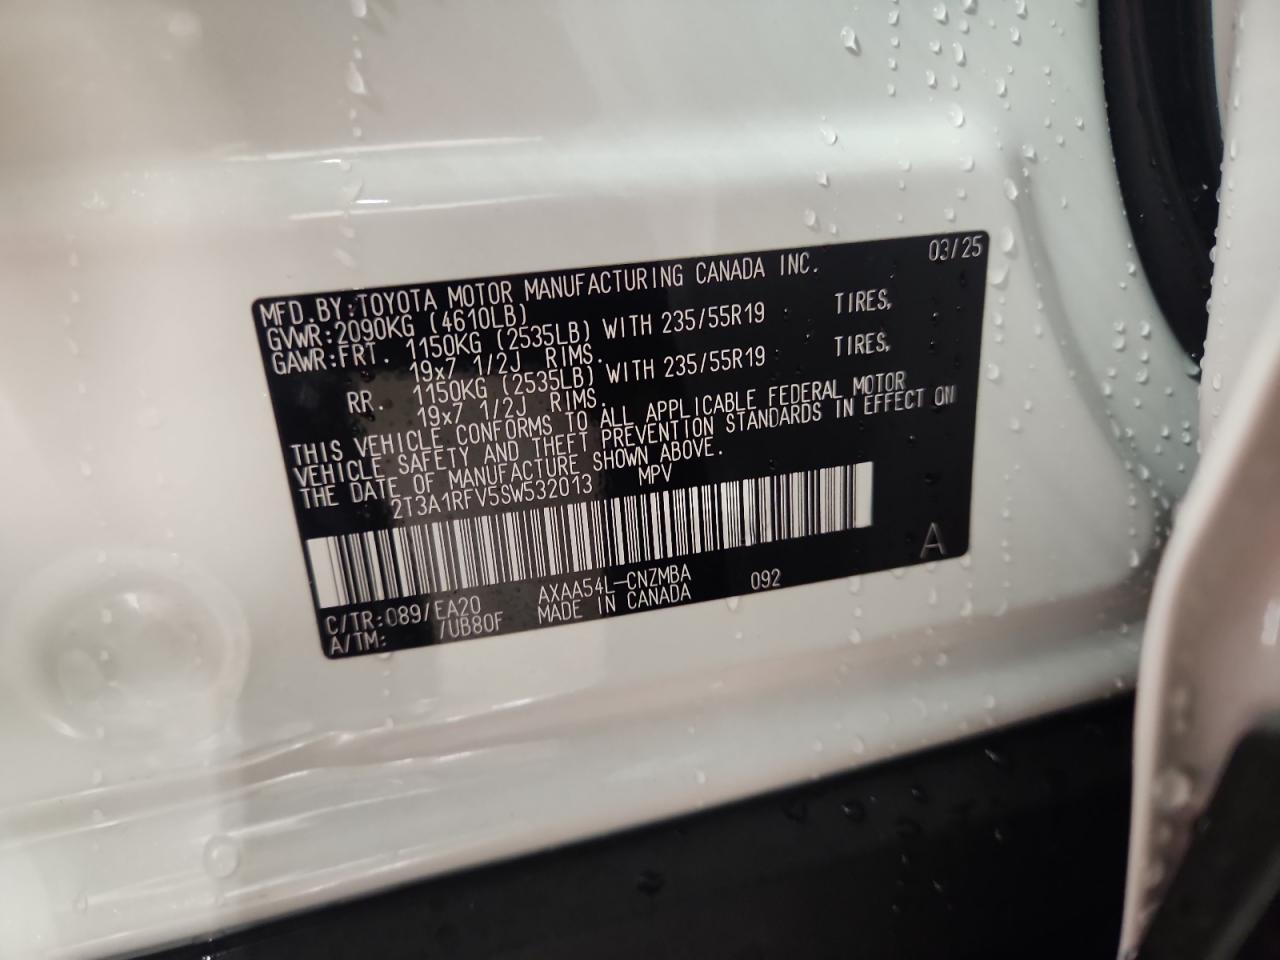 03/25
MFD.BY:TOYOTA MOTOR MANUFACTURING CANADA INC.
GVWR:2090KG (4610LB)
GAWR:FRT. 1150KG (2535LB) WITH 235/55R19 TIRES,
19x7 1/2J RIMS.
RR. 1150KG (2535LB) WITH 235/55R19 TIRES,
19x7 1/2J RIMS.
THIS VEHICLE CONFORMS TO ALL APPLICABLE FEDERAL MOTOR
VEHICLE SAFETY AND THEFT PREVENTION STANDARDS IN EFFECT ON
THE DATE OF MANUFACTURE SHOWN ABOVE.
2T3A1RFV5SW532013 MPV
A
C/TR:089/EA20 AXAA54L-CNZMBA 092
A/TM: /UB80F MADE IN CANADA